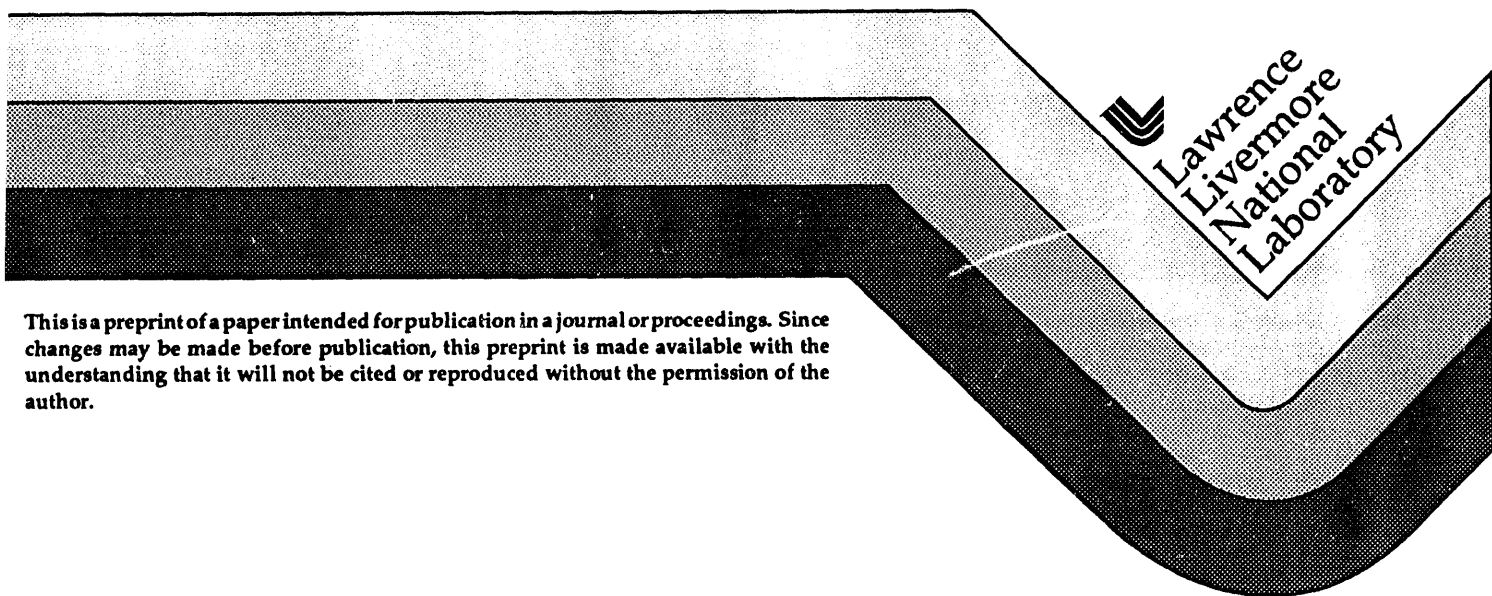 Lawrence
Livermore
National
Laboratory
This is a preprint of a paper intended for publication in a journal or proceedings. Since
changes may be made before publication, this preprint is made available with the
understanding that it will not be cited or reproduced without the permission of the
author.